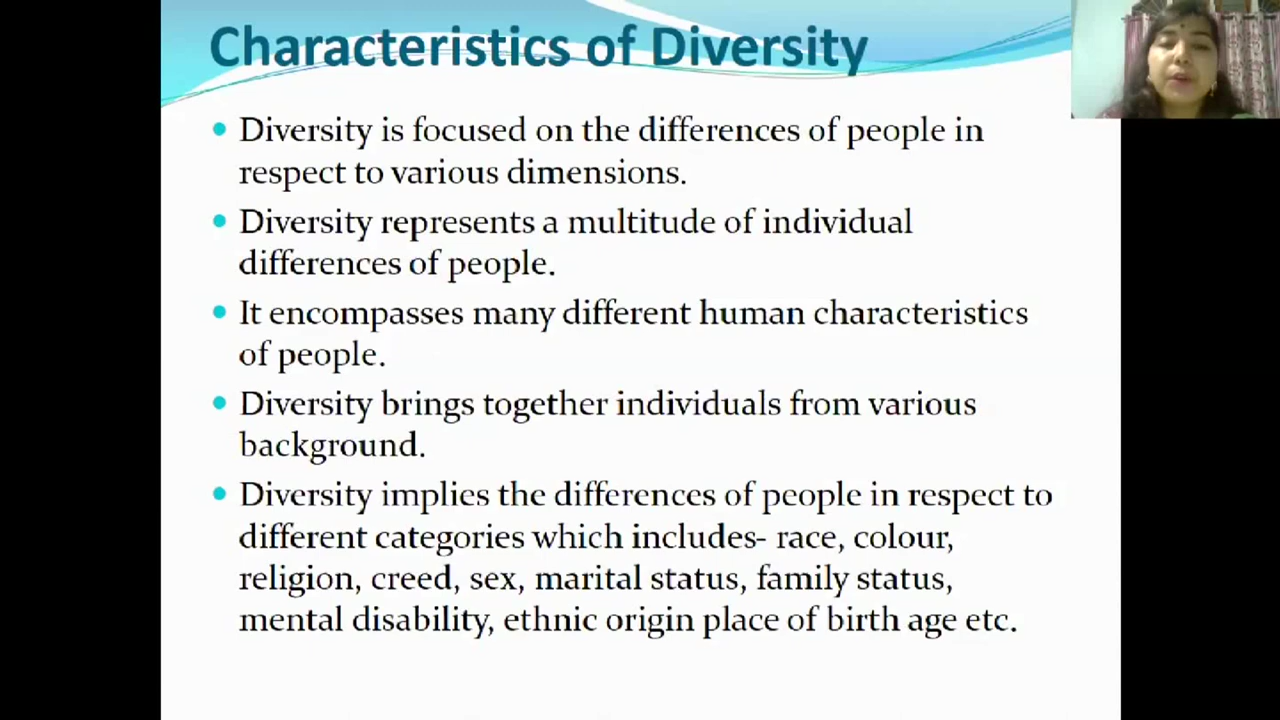 Characteristics of Diversity
• Diversity is focused on the differences of people in
respect to various dimensions.
• Diversity represents a multitude of individual
differences of people.
• It encompasses many different human characteristics
of people.
• Diversity brings together individuals from various
background.
• Diversity implies the differences of people in respect to
different categories which includes- race, colour,
religion, creed, sex, marital status, family status,
mental disability, ethnic origin place of birth age etc.